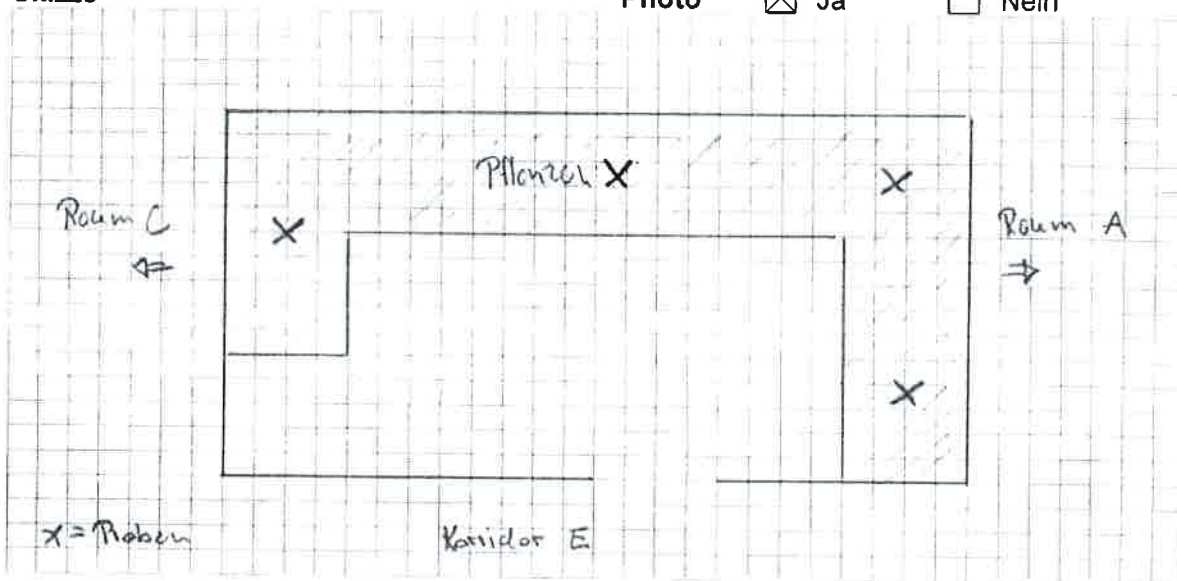 Photo ☒ Ja ☐ Nein
Pflanzen X
Raum C
Raum A
X = Proben
Korridor E